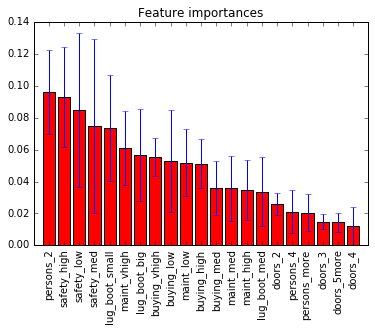 Feature importances
0.14
0.12
0.10
0.08
0.06
0.04
0.02
0.00
persons_2
safety_high
safety_low
safety_med
lug_boot_small
maint_vhigh
lug_boot_big
buying_vhigh
buying_low
maint_low
buying_high
buying_med
maint_med
maint_high
lug_boot_med
doors_2
persons_4
persons_more
doors_3
doors_5more
doors_4